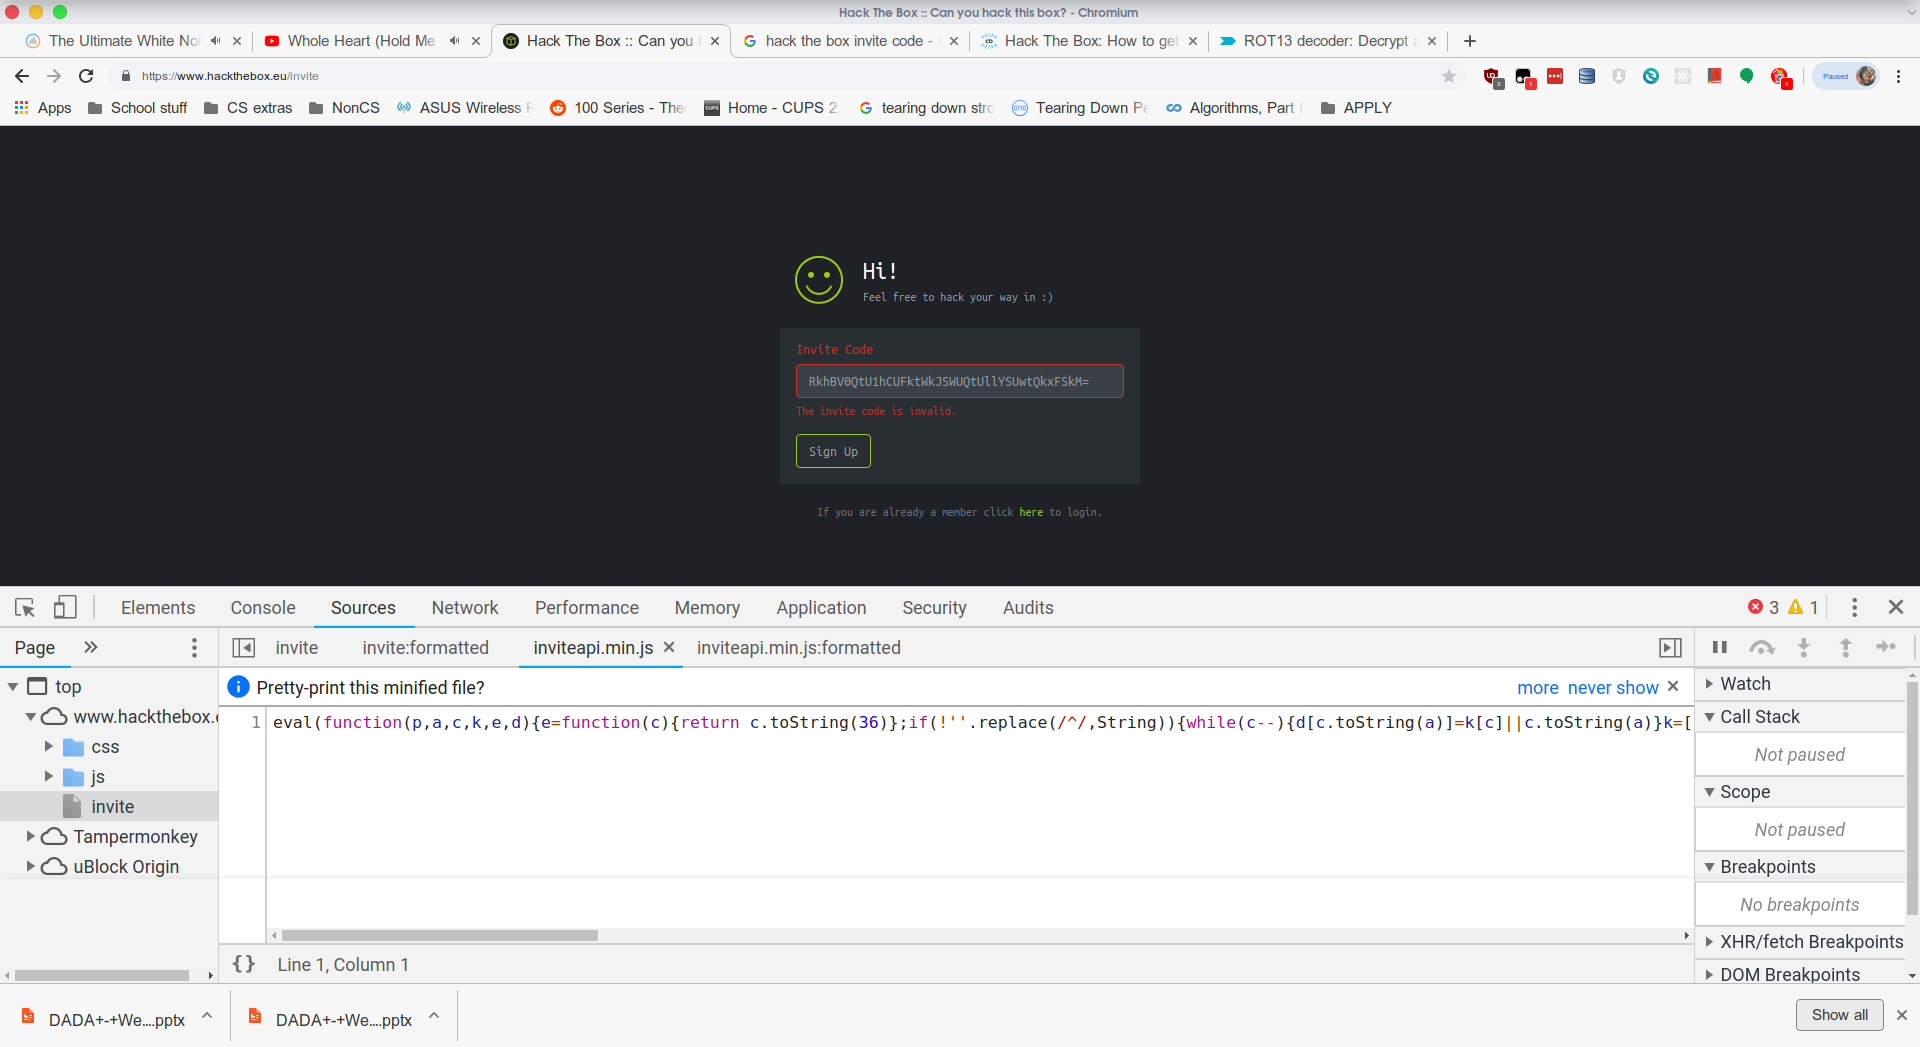 Hack The Box :: Can you hack this box? - Chromium
The Ultimate White No
Whole Heart (Hold Me
Hack The Box :: Can you
hack the box invite code -
Hack The Box: How to get
ROT13 decoder: Decrypt a
https://www.hackthebox.eu/invite
Paused
Apps
School stuff
CS extras
NonCS
ASUS Wireless
100 Series - The
Home - CUPS 2.
tearing down stro
Tearing Down Pe
Algorithms, Part
APPLY
Hi!
Feel free to hack your way in :)
Invite Code
RkhBV0QtU1hCUFktWkJSWUQtUllYSUwtQkxFSkM=
The invite code is invalid.
Sign Up
If you are already a member click here to login.
Elements
Console
Sources
Network
Performance
Memory
Application
Security
Audits
3
1
Page
invite
invite:formatted
inviteapi.min.js
inviteapi.min.js:formatted
Pretty-print this minified file?
more
never show
top
www.hackthebox.
css
js
invite
Tampermonkey
uBlock Origin
1
eval(function(p,a,c,k,e,d){e=function(c){return c.toString(36)};if(!''.replace(/^/,String)){while(c--){d[c.toString(a)]=k[c]||c.toString(a)}k=[
{} Line 1, Column 1
Watch
Call Stack
Not paused
Scope
Not paused
Breakpoints
No breakpoints
XHR/fetch Breakpoints
DOM Breakpoints
DADA+-+We....pptx
DADA+-+We....pptx
Show all